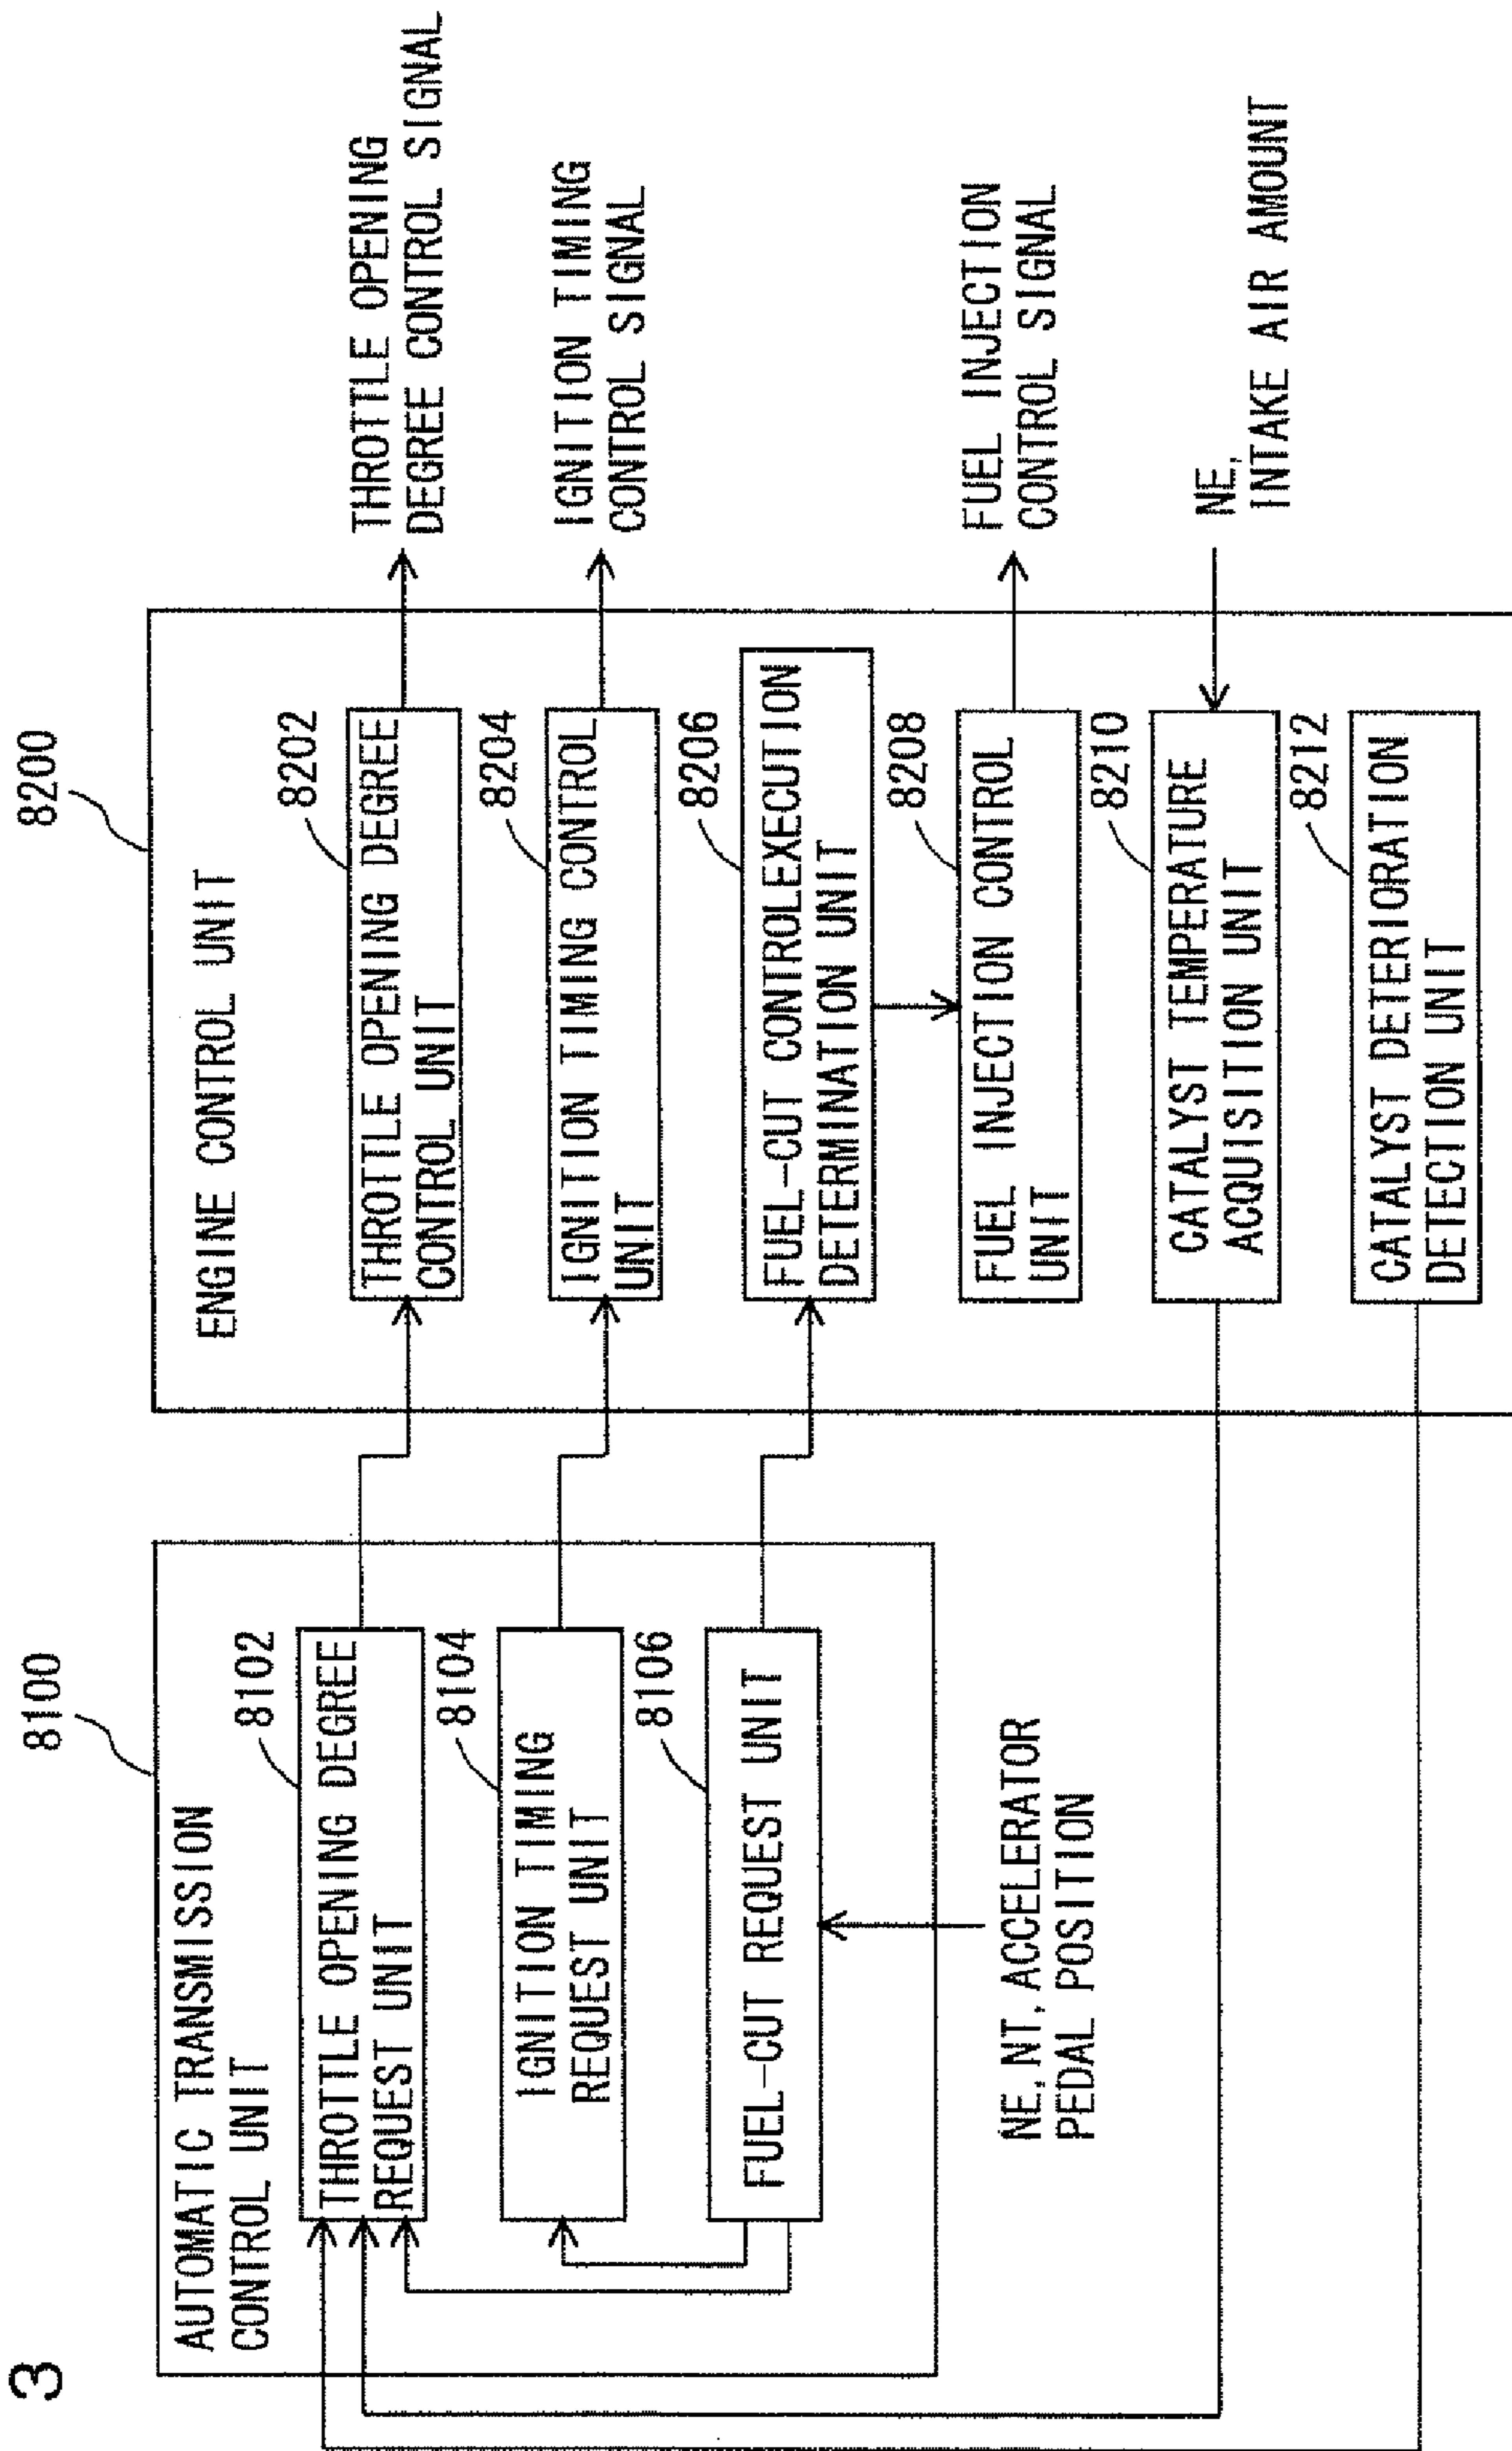 3
8100
AUTOMATIC TRANSMISSION
CONTROL UNIT
8102
THROTTLE OPENING DEGREE
REQUEST UNIT
8104
IGNITION TIMING
REQUEST UNIT
8106
FUEL-CUT REQUEST UNIT
NE, NT, ACCELERATOR
PEDAL POSITION
8200
ENGINE CONTROL UNIT
8202
THROTTLE OPENING DEGREE
CONTROL UNIT
8204
IGNITION TIMING CONTROL
UNIT
8206
FUEL-CUT CONTROLEXECUTION
DETERMINATION UNIT
8208
FUEL INJECTION CONTROL
UNIT
8210
CATALYST TEMPERATURE
ACQUISITION UNIT
8212
CATALYST DETERIORATION
DETECTION UNIT
THROTTLE OPENING
DEGREE CONTROL SIGNAL
IGNITION TIMING
CONTROL SIGNAL
FUEL INJECTION
CONTROL SIGNAL
NE,
INTAKE AIR AMOUNT